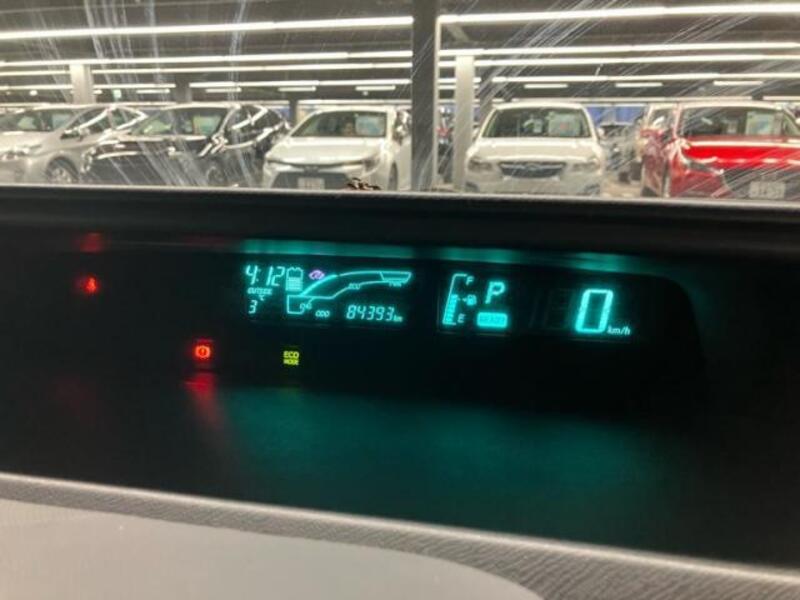 4:12
OUTSIDE
3°C
ECO
PWR
ODO 84393km
F
E
P
READY
0 km/h
ECO
MODE